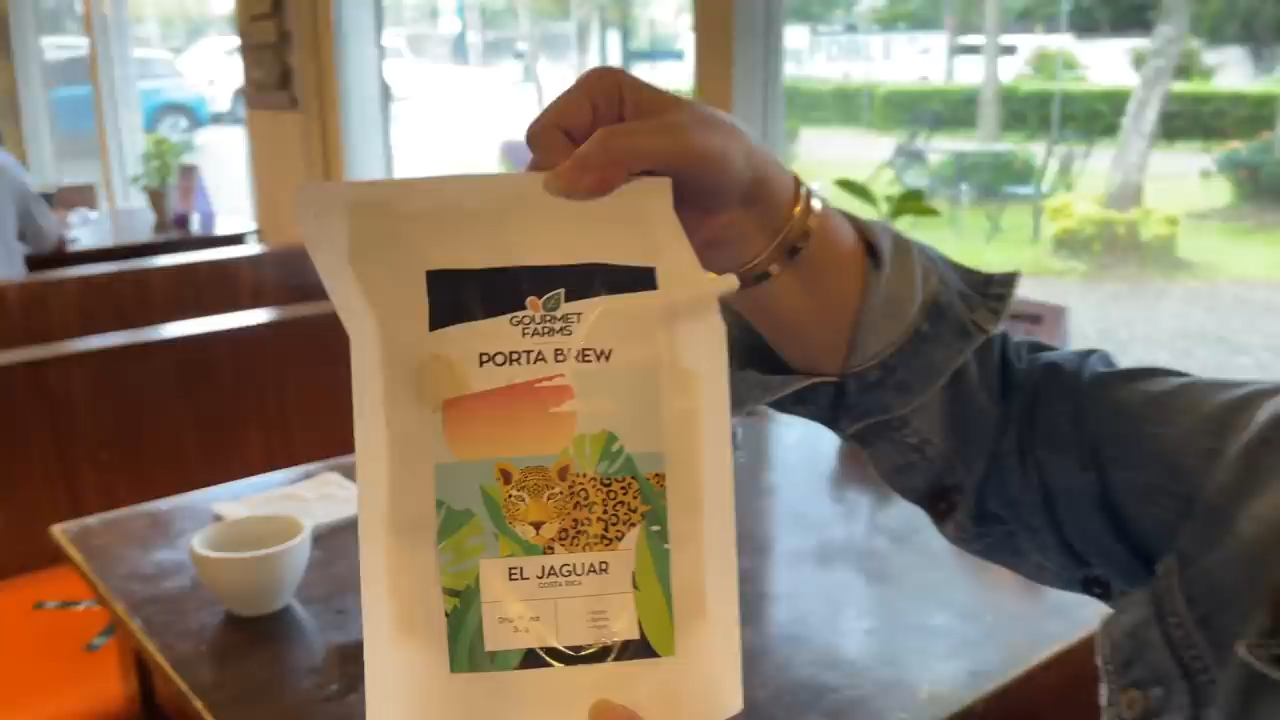 GOURMET
FARMS
PORTA BREW
EL JAGUAR
COSTA RICA